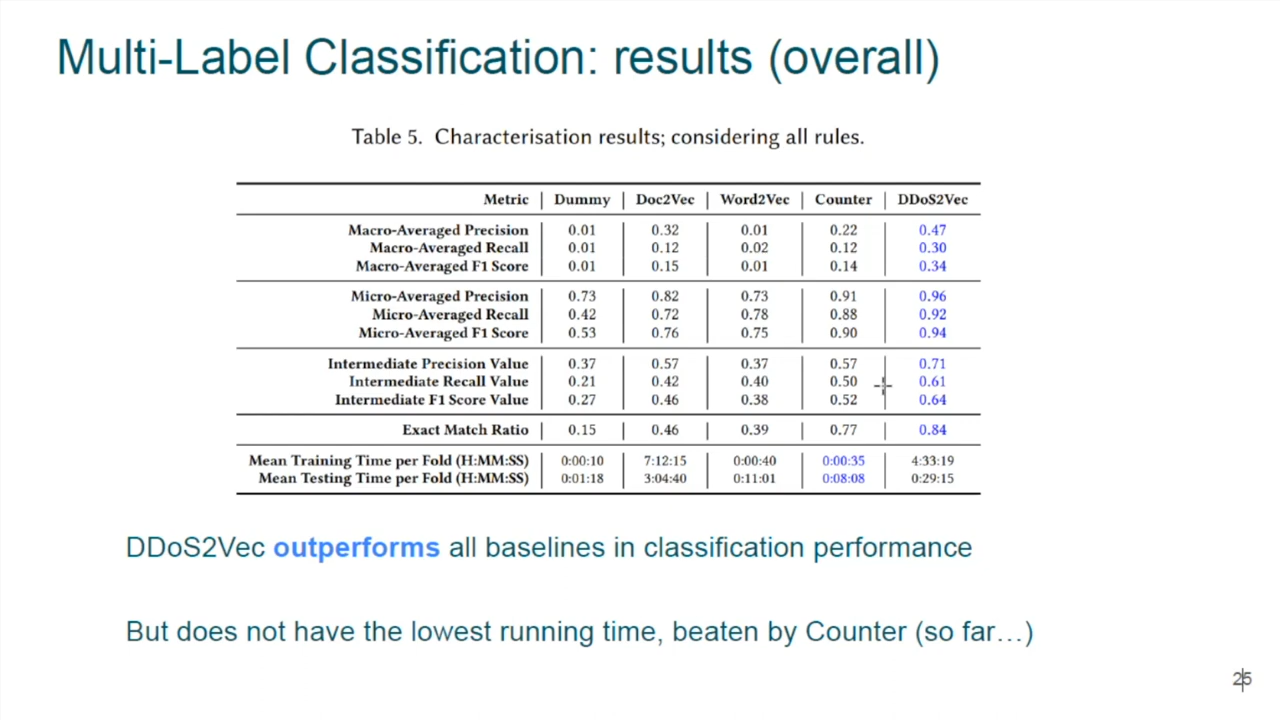 Multi-Label Classification: results (overall)
Table 5. Characterisation results; considering all rules.
Metric Dummy Doc2Vec Word2Vec Counter DDoS2Vec
Macro-Averaged Precision 0.01 0.32 0.01 0.22 0.47
Macro-Averaged Recall 0.01 0.12 0.02 0.12 0.30
Macro-Averaged F1 Score 0.01 0.15 0.01 0.14 0.34
Micro-Averaged Precision 0.73 0.82 0.73 0.91 0.96
Micro-Averaged Recall 0.42 0.72 0.78 0.88 0.92
Micro-Averaged F1 Score 0.53 0.76 0.75 0.90 0.94
Intermediate Precision Value 0.37 0.57 0.37 0.57 0.71
Intermediate Recall Value 0.21 0.42 0.40 0.50 0.61
Intermediate F1 Score Value 0.27 0.46 0.38 0.52 0.64
Exact Match Ratio 0.15 0.46 0.39 0.77 0.84
Mean Training Time per Fold (H:MM:SS) 0:00:10 7:12:15 0:00:40 0:00:35 4:33:19
Mean Testing Time per Fold (H:MM:SS) 0:01:18 3:04:40 0:11:01 0:08:08 0:29:15
DDoS2Vec outperforms all baselines in classification performance
But does not have the lowest running time, beaten by Counter (so far…)
25